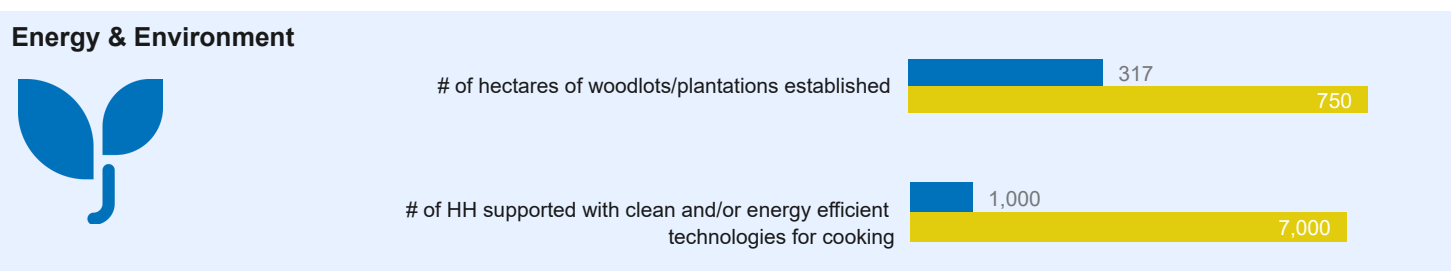 Energy & Environment
# of hectares of woodlots/plantations established
317
750
# of HH supported with clean and/or energy efficient
technologies for cooking
1,000
7,000